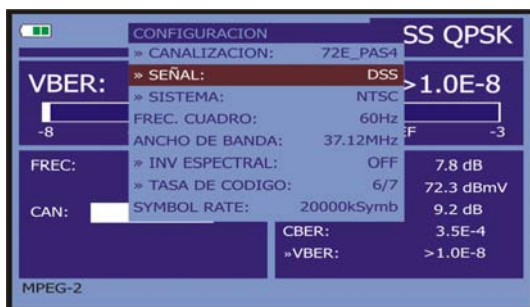 CONFIGURACION
SS QPSK
» CANALIZACION: 72E_PAS4
» SEÑAL: DSS
» SISTEMA: NTSC
FREC. CUADRO: 60Hz
ANCHO DE BANDA: 37.12MHz
» INV ESPECTRAL: OFF
» TASA DE CODIGO: 6/7
SYMBOL RATE: 20000kSymb
VBER: >1.0E-8
-8 -3
FREC: 7.8 dB
72.3 dBmV
CAN: 9.2 dB
CBER: 3.5E-4
»VBER: >1.0E-8
MPEG-2